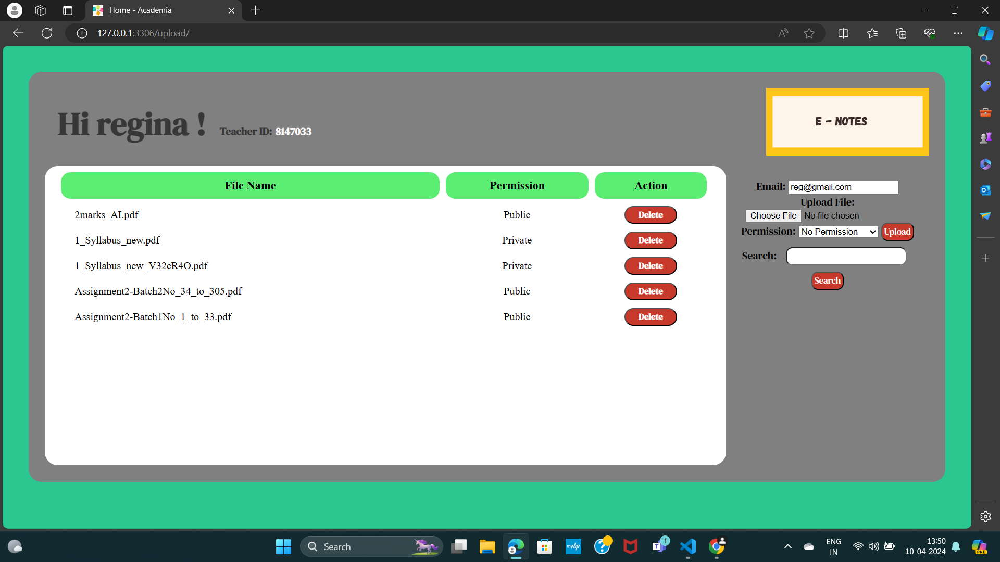 Home - Academia
127.0.0.1:3306/upload/
Hi regina ! Teacher ID: 8147033
E - NOTES
File Name Permission Action
2marks_AI.pdf Public Delete
1_Syllabus_new.pdf Private Delete
1_Syllabus_new_V32cR4O.pdf Private Delete
Assignment2-Batch2No_34_to_305.pdf Public Delete
Assignment2-Batch1No_1_to_33.pdf Public Delete
Email: reg@gmail.com
Upload File:
Choose File No file chosen
Permission: No Permission Upload
Search:
Search
Search
myhp
1
ENG
IN
13:50
10-04-2024
PRE